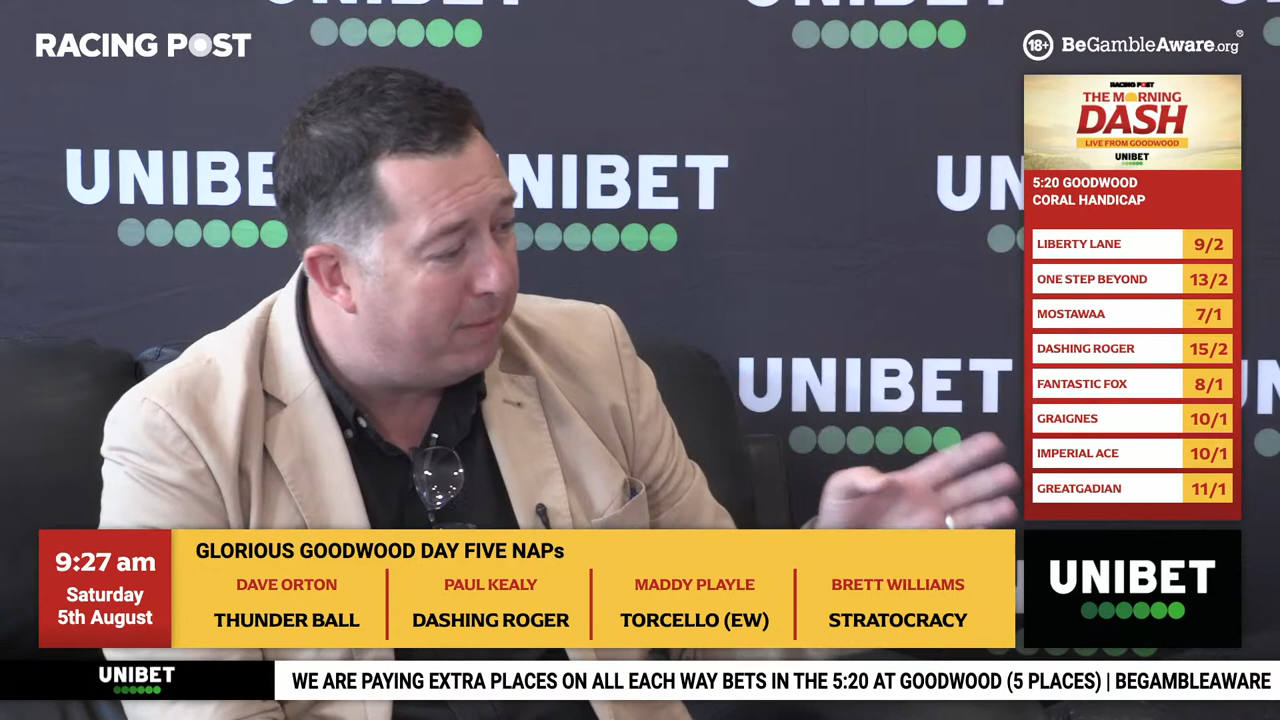 RACING POST
18+ BeGambleAware.org®
UNIBET
UNIBET
UNIBET
RACING POST
THE MORNING
DASH
LIVE FROM GOODWOOD
UNIBET
5:20 GOODWOOD
CORAL HANDICAP
LIBERTY LANE 9/2
ONE STEP BEYOND 13/2
MOSTAWAA 7/1
DASHING ROGER 15/2
FANTASTIC FOX 8/1
GRAIGNES 10/1
IMPERIAL ACE 10/1
GREATGADIAN 11/1
9:27 am
Saturday
5th August
GLORIOUS GOODWOOD DAY FIVE NAPs
DAVE ORTON PAUL KEALY MADDY PLAYLE BRETT WILLIAMS
THUNDER BALL DASHING ROGER TORCELLO (EW) STRATOCRACY
UNIBET
UNIBET
WE ARE PAYING EXTRA PLACES ON ALL EACH WAY BETS IN THE 5:20 AT GOODWOOD (5 PLACES) | BEGAMBLEAWARE